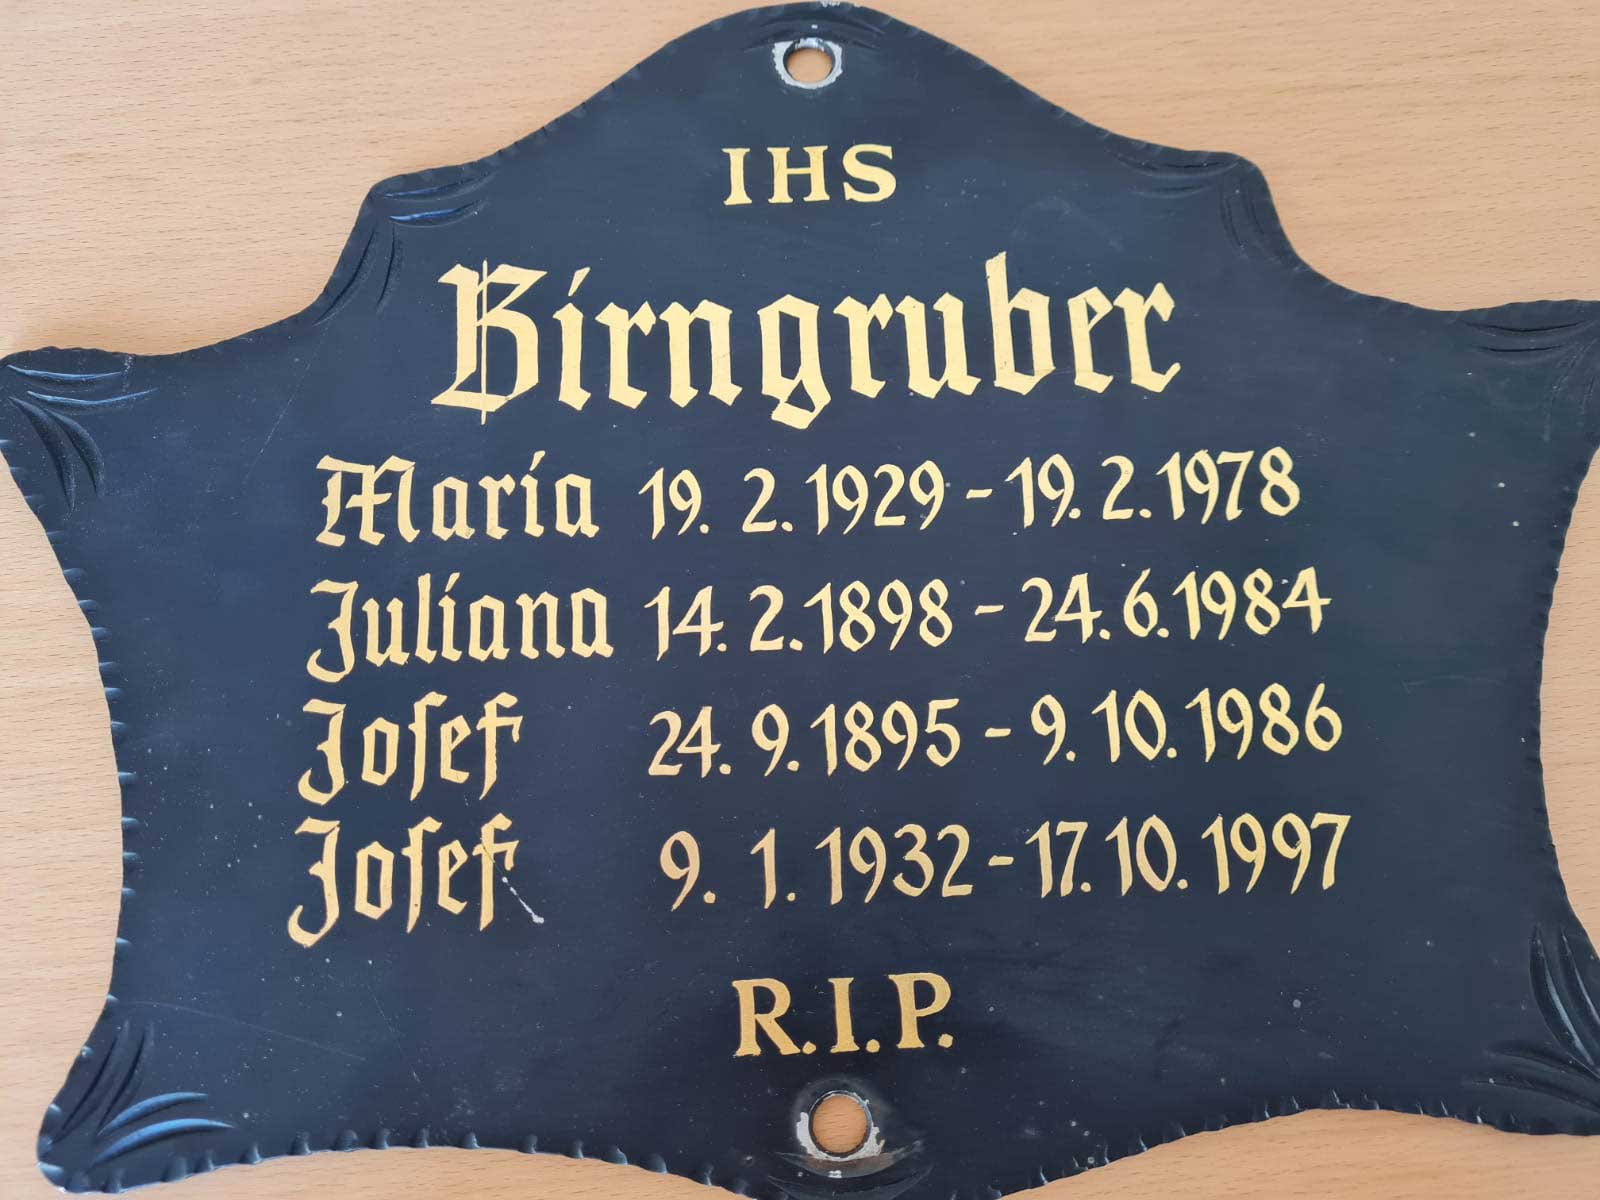 IHS
Birngruber
Maria 19. 2. 1929 - 19. 2. 1978
Juliana 14. 2. 1898 - 24. 6. 1984
Joſef 24. 9. 1895 - 9. 10. 1986
Joſef 9. 1. 1932 - 17. 10. 1997
R.I.P.